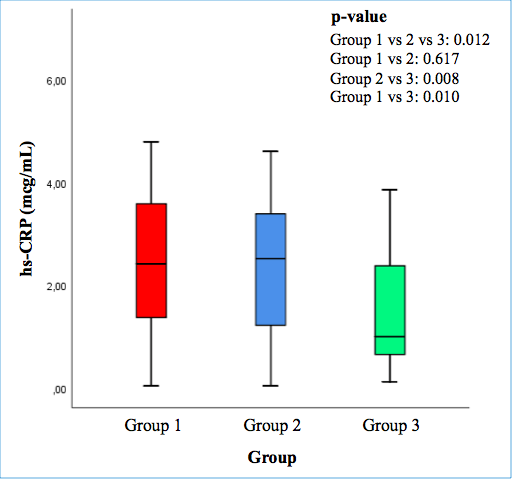 p-value
Group 1 vs 2 vs 3: 0.012
Group 1 vs 2: 0.617
Group 2 vs 3: 0.008
Group 1 vs 3: 0.010
hs-CRP (mcg/mL)
6,00
4,00
2,00
,00
Group 1 Group 2 Group 3
Group